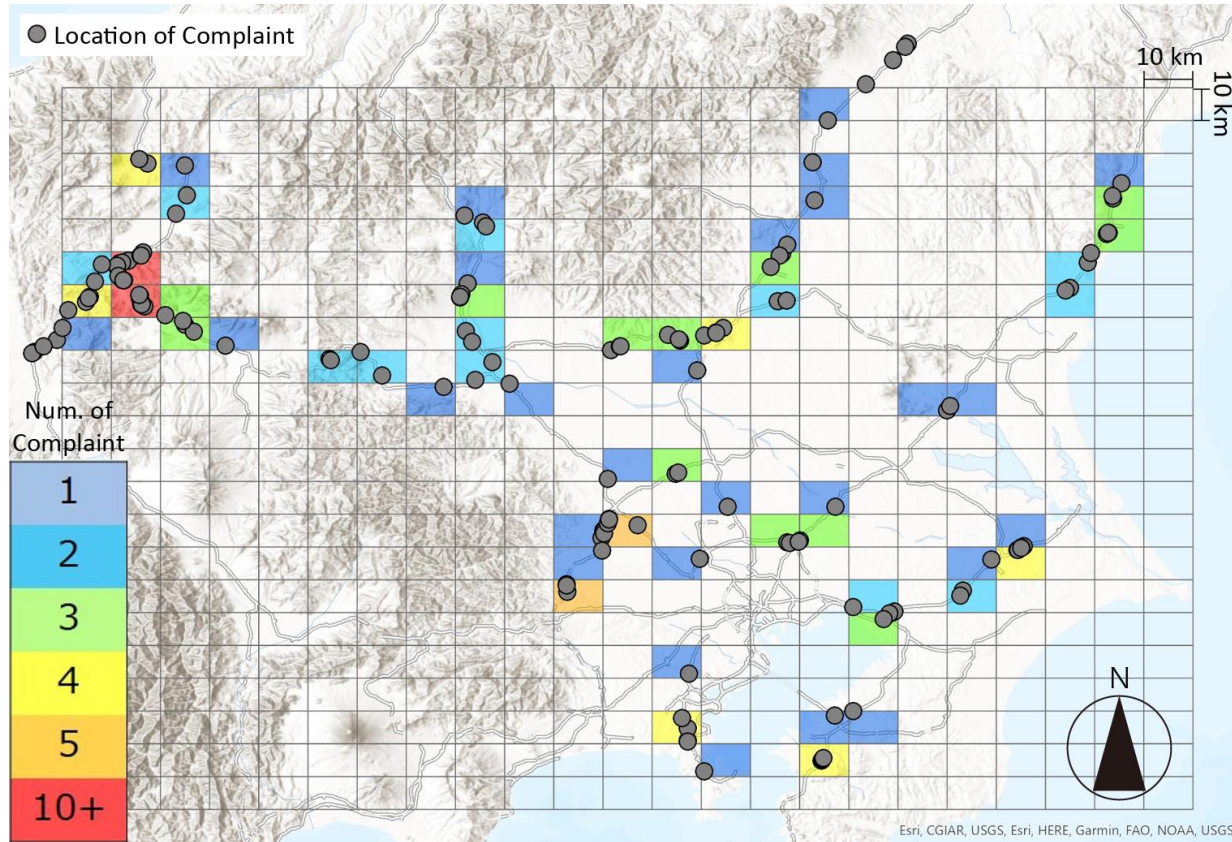 Location of Complaint
10 km
10 km
Num. of
Complaint
1
2
3
4
5
10+
N
Esri, CGIAR, USGS, Esri, HERE, Garmin, FAO, NOAA, USGS